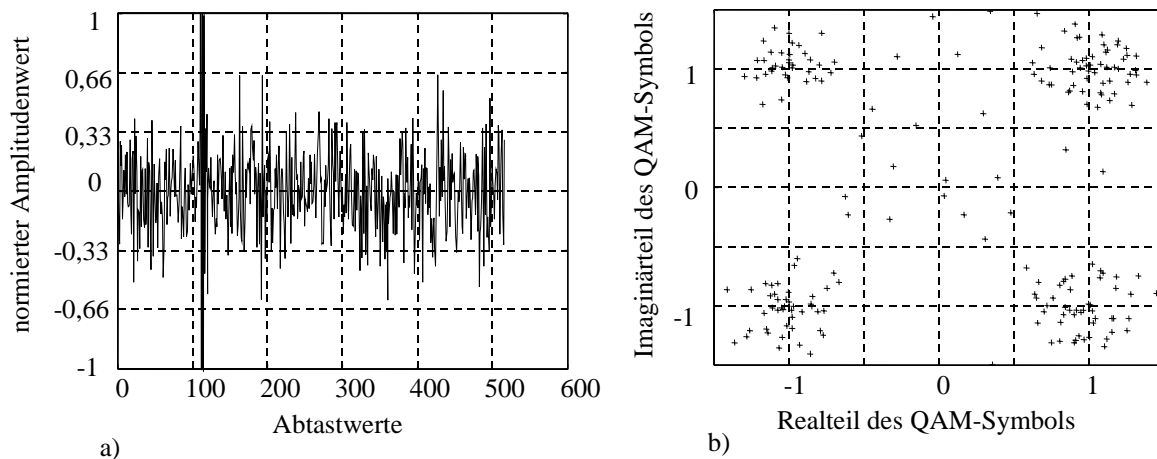 normierter Amplitudenwert
1
0,66
0,33
0
-0,33
-0,66
-1
0 100 200 300 400 500 600
Abtastwerte
a)
Imaginärteil des QAM-Symbols
1
0
-1
-1 0 1
Realteil des QAM-Symbols
b)